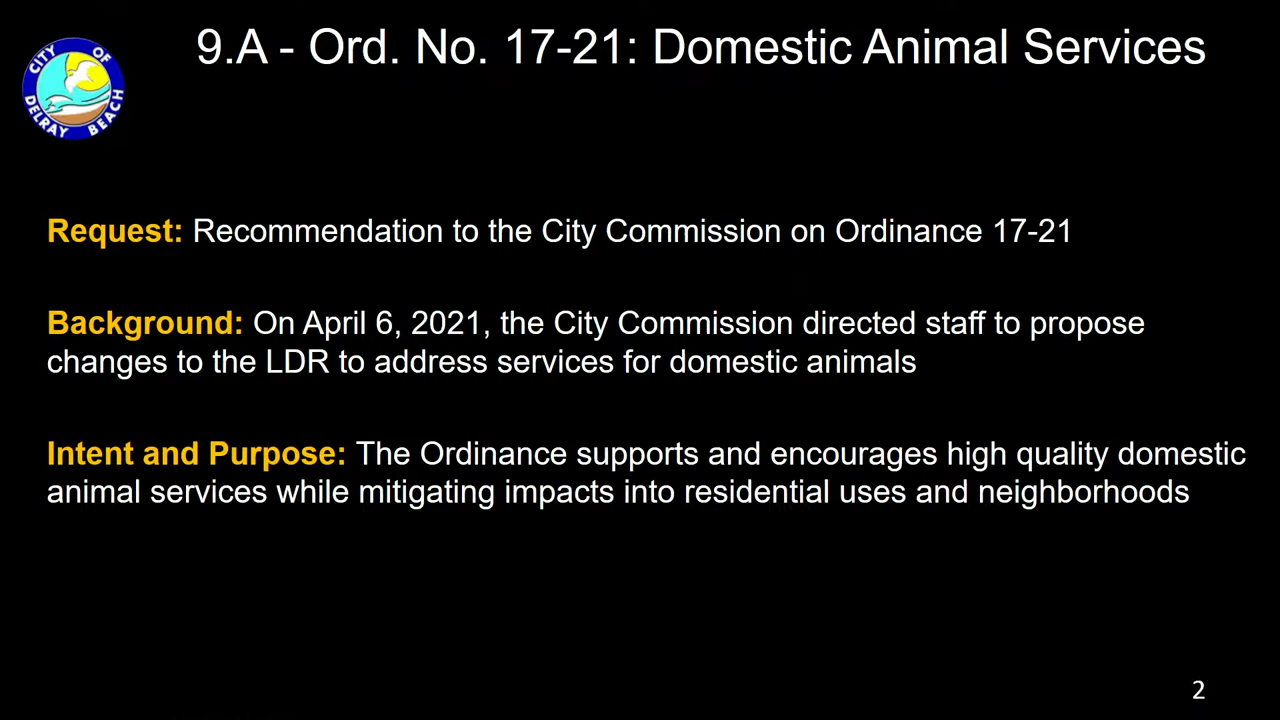 9.A - Ord. No. 17-21: Domestic Animal Services
CITY OF
DELRAY BEACH
Request: Recommendation to the City Commission on Ordinance 17-21
Background: On April 6, 2021, the City Commission directed staff to propose
changes to the LDR to address services for domestic animals
Intent and Purpose: The Ordinance supports and encourages high quality domestic
animal services while mitigating impacts into residential uses and neighborhoods
2